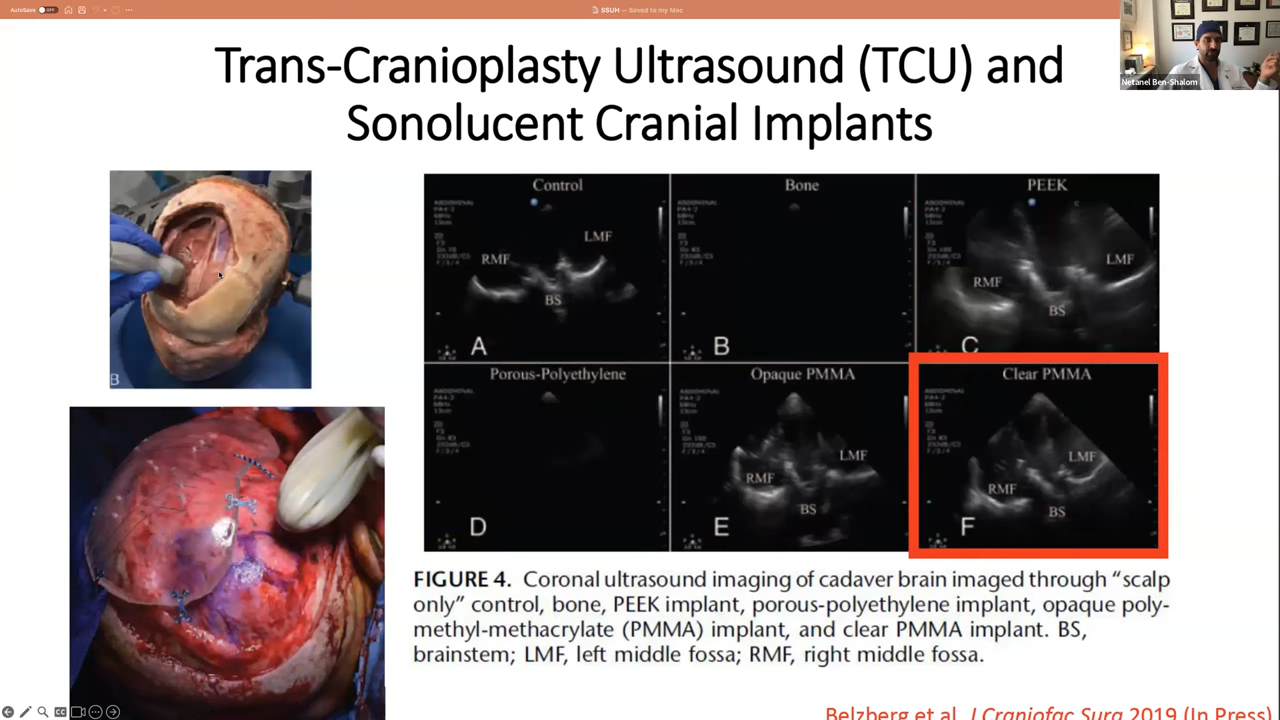 AutoSave OFF
SSUH — Saved to my Mac
Netanel Ben-Shalom
Trans-Cranioplasty Ultrasound (TCU) and
Sonolucent Cranial Implants
B
Control
RMF
LMF
BS
A
Bone
B
PEEK
RMF
LMF
BS
C
Porous-Polyethylene
D
Opaque PMMA
RMF
LMF
BS
E
Clear PMMA
RMF
LMF
BS
F
FIGURE 4. Coronal ultrasound imaging of cadaver brain imaged through “scalp
only” control, bone, PEEK implant, porous-polyethylene implant, opaque poly-
methyl-methacrylate (PMMA) implant, and clear PMMA implant. BS,
brainstem; LMF, left middle fossa; RMF, right middle fossa.
Belzberg et al. J Craniofac Surg 2019 (In Press)